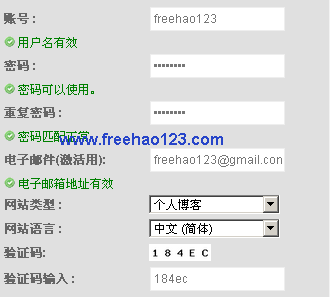 账号 : freehao123
用户名有效
密码 : ••••••••
密码可以使用。
重复密码 : ••••••••
密码匹配正常
www.freehao123.com
电子邮件(激活用): freehao123@gmail.con
电子邮箱地址有效
网站类型 : 个人博客
网站语言 : 中文 (简体)
验证码: 1 8 4 E C
验证码输入 : 184ec